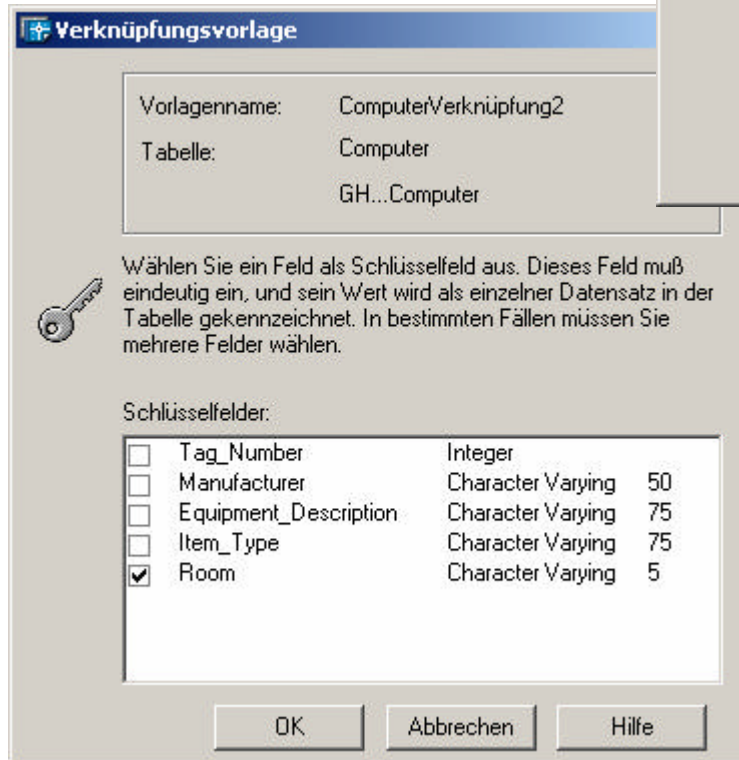 Verknüpfungsvorlage
Vorlagenname: ComputerVerknüpfung2
Tabelle: Computer
GH...Computer
Wählen Sie ein Feld als Schlüsselfeld aus. Dieses Feld muß
eindeutig ein, und sein Wert wird als einzelner Datensatz in der
Tabelle gekennzeichnet. In bestimmten Fällen müssen Sie
mehrere Felder wählen.
Schlüsselfelder:
Tag_Number Integer
Manufacturer Character Varying 50
Equipment_Description Character Varying 75
Item_Type Character Varying 75
Room Character Varying 5
OK Abbrechen Hilfe